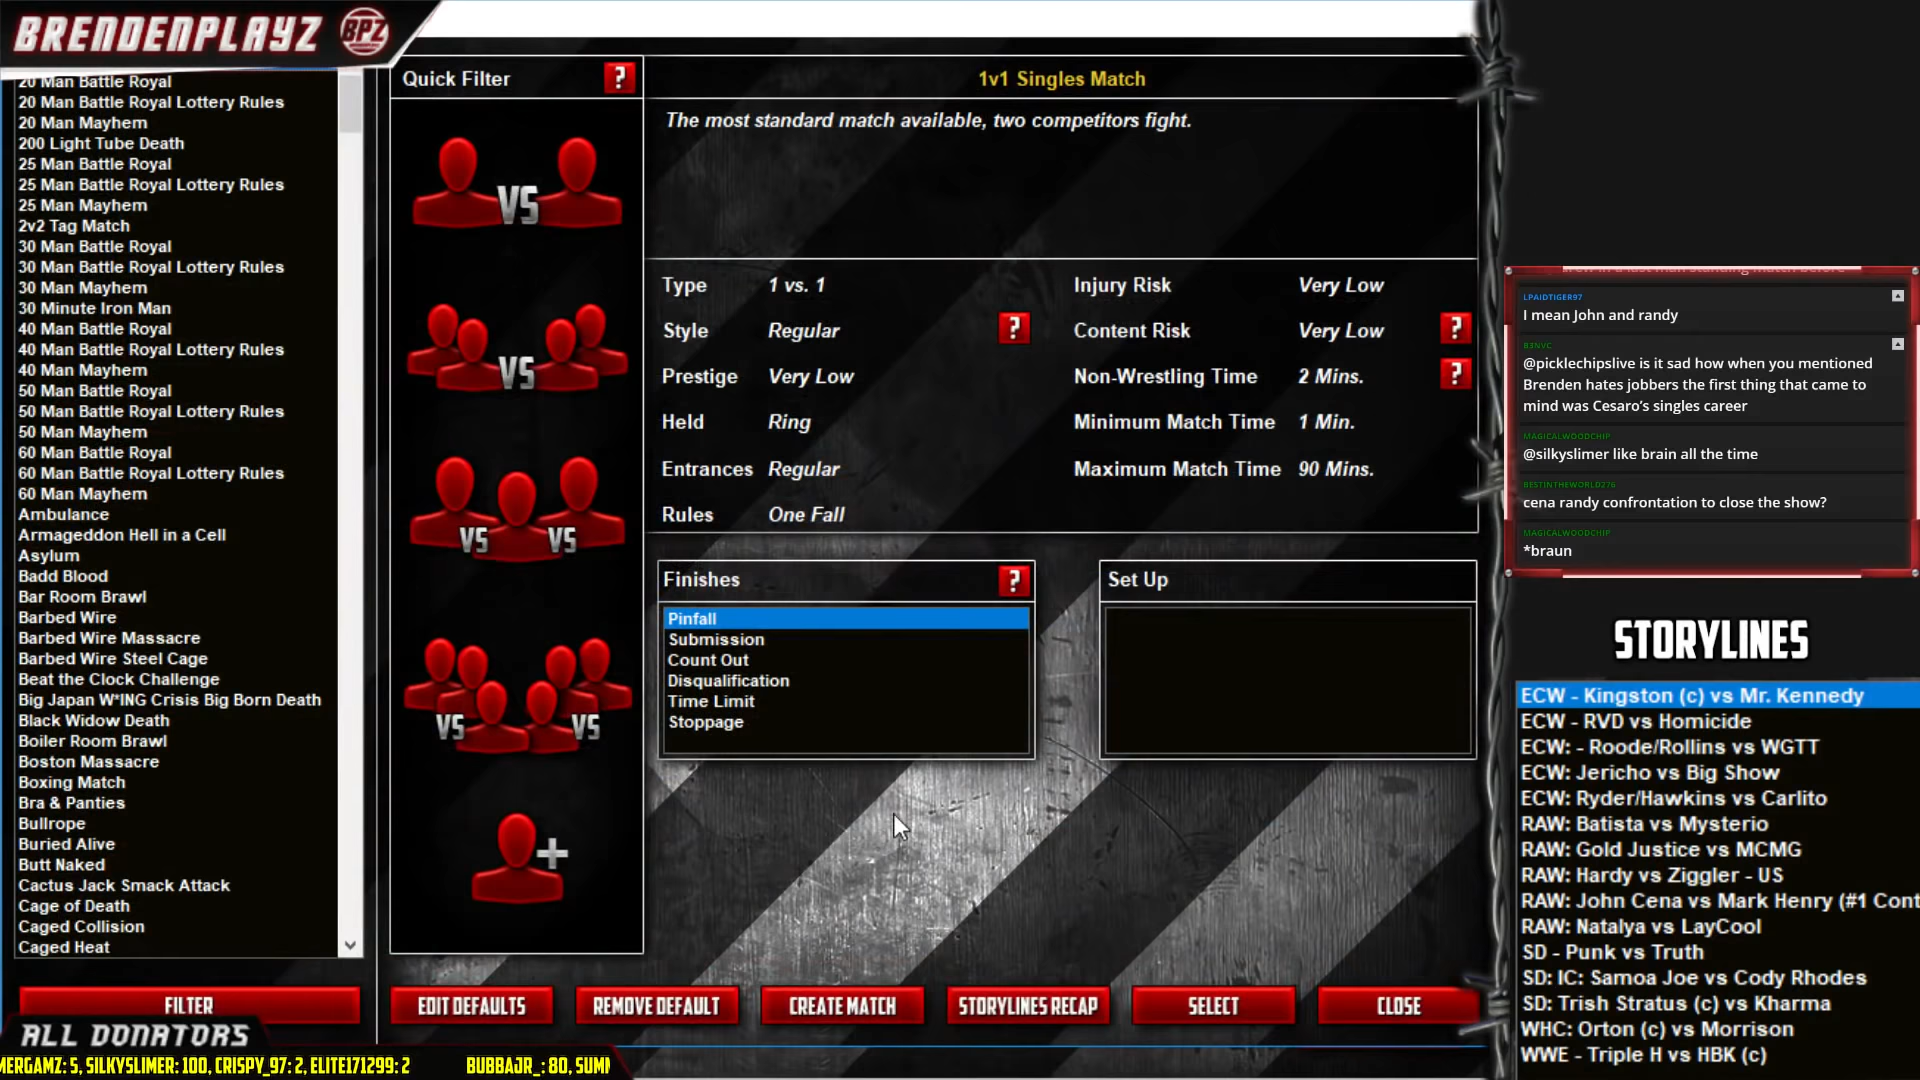 BRENDENPLAYZ
BPZ
20 Man Battle Royal
20 Man Battle Royal Lottery Rules
20 Man Mayhem
200 Light Tube Death
25 Man Battle Royal
25 Man Battle Royal Lottery Rules
25 Man Mayhem
2v2 Tag Match
30 Man Battle Royal
30 Man Battle Royal Lottery Rules
30 Man Mayhem
30 Minute Iron Man
40 Man Battle Royal
40 Man Battle Royal Lottery Rules
40 Man Mayhem
50 Man Battle Royal
50 Man Battle Royal Lottery Rules
50 Man Mayhem
60 Man Battle Royal
60 Man Battle Royal Lottery Rules
60 Man Mayhem
Ambulance
Armageddon Hell in a Cell
Asylum
Badd Blood
Bar Room Brawl
Barbed Wire
Barbed Wire Massacre
Barbed Wire Steel Cage
Beat the Clock Challenge
Big Japan W*ING Crisis Big Born Death
Black Widow Death
Boiler Room Brawl
Boston Massacre
Boxing Match
Bra & Panties
Bullrope
Buried Alive
Butt Naked
Cactus Jack Smack Attack
Cage of Death
Caged Collision
Caged Heat
FILTER
ALL DONATORS
MERGAMZ: 5, SILKYSLIMER: 100, CRISPY_97: 2, ELITE171299: 2 BUBBAJR_: 80, SUMM
Quick Filter ?
VS
VS
VS VS
VS VS
+
1v1 Singles Match
The most standard match available, two competitors fight.
Type 1 vs. 1
Style Regular ?
Prestige Very Low
Held Ring
Entrances Regular
Rules One Fall
Injury Risk Very Low
Content Risk Very Low ?
Non-Wrestling Time 2 Mins. ?
Minimum Match Time 1 Min.
Maximum Match Time 90 Mins.
Finishes ?
Pinfall
Submission
Count Out
Disqualification
Time Limit
Stoppage
Set Up
EDIT DEFAULTS
REMOVE DEFAULT
CREATE MATCH
STORYLINES RECAP
SELECT
CLOSE
LPAIDTIGER97
I mean John and randy
B3NVC
@picklechipslive is it sad how when you mentioned
Brenden hates jobbers the first thing that came to
mind was Cesaro's singles career
MAGICALWOODCHIP
@silkyslimer like brain all the time
BESTINTHEWORLD276
cena randy confrontation to close the show?
MAGICALWOODCHIP
*braun
STORYLINES
ECW - Kingston (c) vs Mr. Kennedy
ECW - RVD vs Homicide
ECW: - Roode/Rollins vs WGTT
ECW: Jericho vs Big Show
ECW: Ryder/Hawkins vs Carlito
RAW: Batista vs Mysterio
RAW: Gold Justice vs MCMG
RAW: Hardy vs Ziggler - US
RAW: John Cena vs Mark Henry (#1 Cont
RAW: Natalya vs LayCool
SD - Punk vs Truth
SD: IC: Samoa Joe vs Cody Rhodes
SD: Trish Stratus (c) vs Kharma
WHC: Orton (c) vs Morrison
WWE - Triple H vs HBK (c)